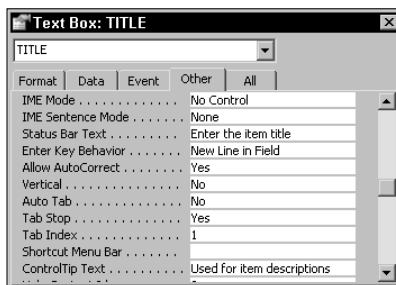 Text Box: TITLE
TITLE
Format Data Event Other All
IME Mode . . . . . . . . . . . . . No Control
IME Sentence Mode . . . . . None
Status Bar Text . . . . . . . . . Enter the item title
Enter Key Behavior . . . . . . New Line in Field
Allow AutoCorrect . . . . . . . Yes
Vertical . . . . . . . . . . . . . . . No
Auto Tab . . . . . . . . . . . . . No
Tab Stop . . . . . . . . . . . . . . Yes
Tab Index . . . . . . . . . . . . . 1
Shortcut Menu Bar . . . . . .
ControlTip Text . . . . . . . . . Used for item descriptions